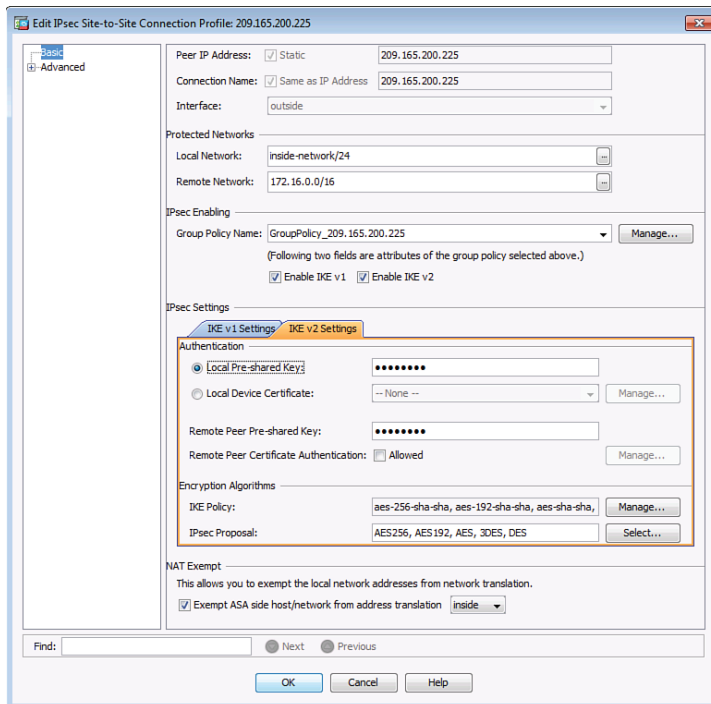 Edit IPsec Site-to-Site Connection Profile: 209.165.200.225
Basic
Advanced
Peer IP Address: Static 209.165.200.225
Connection Name: Same as IP Address 209.165.200.225
Interface: outside
Protected Networks
Local Network: inside-network/24 ...
Remote Network: 172.16.0.0/16 ...
IPsec Enabling
Group Policy Name: GroupPolicy_209.165.200.225 Manage...
(Following two fields are attributes of the group policy selected above.)
Enable IKE v1 Enable IKE v2
IPsec Settings
IKE v1 Settings IKE v2 Settings
Authentication
Local Pre-shared Key: ••••••••
Local Device Certificate: -- None -- Manage...
Remote Peer Pre-shared Key: ••••••••
Remote Peer Certificate Authentication: Allowed Manage...
Encryption Algorithms
IKE Policy: aes-256-sha-sha, aes-192-sha-sha, aes-sha-sha, Manage...
IPsec Proposal: AES256, AES192, AES, 3DES, DES Select...
NAT Exempt
This allows you to exempt the local network addresses from network translation.
Exempt ASA side host/network from address translation inside
Find: Next Previous
OK Cancel Help